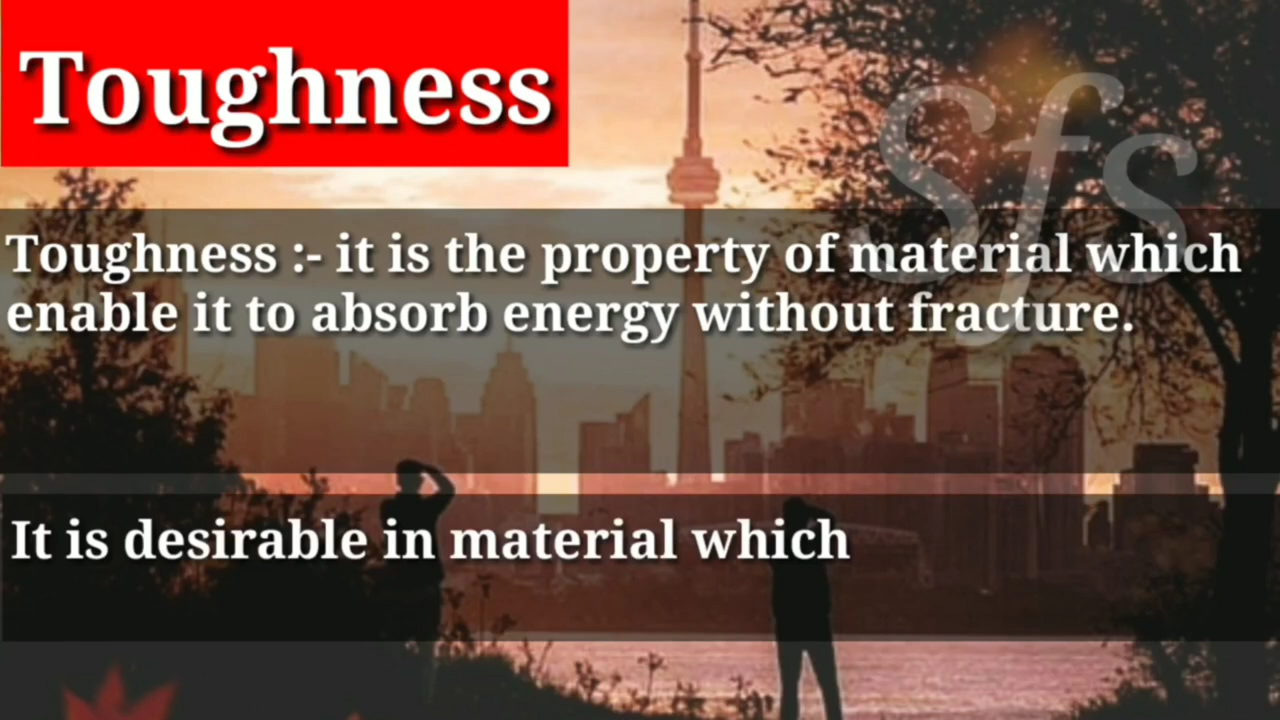 Toughness
Sfs
Toughness :- it is the property of material which
enable it to absorb energy without fracture.
It is desirable in material which